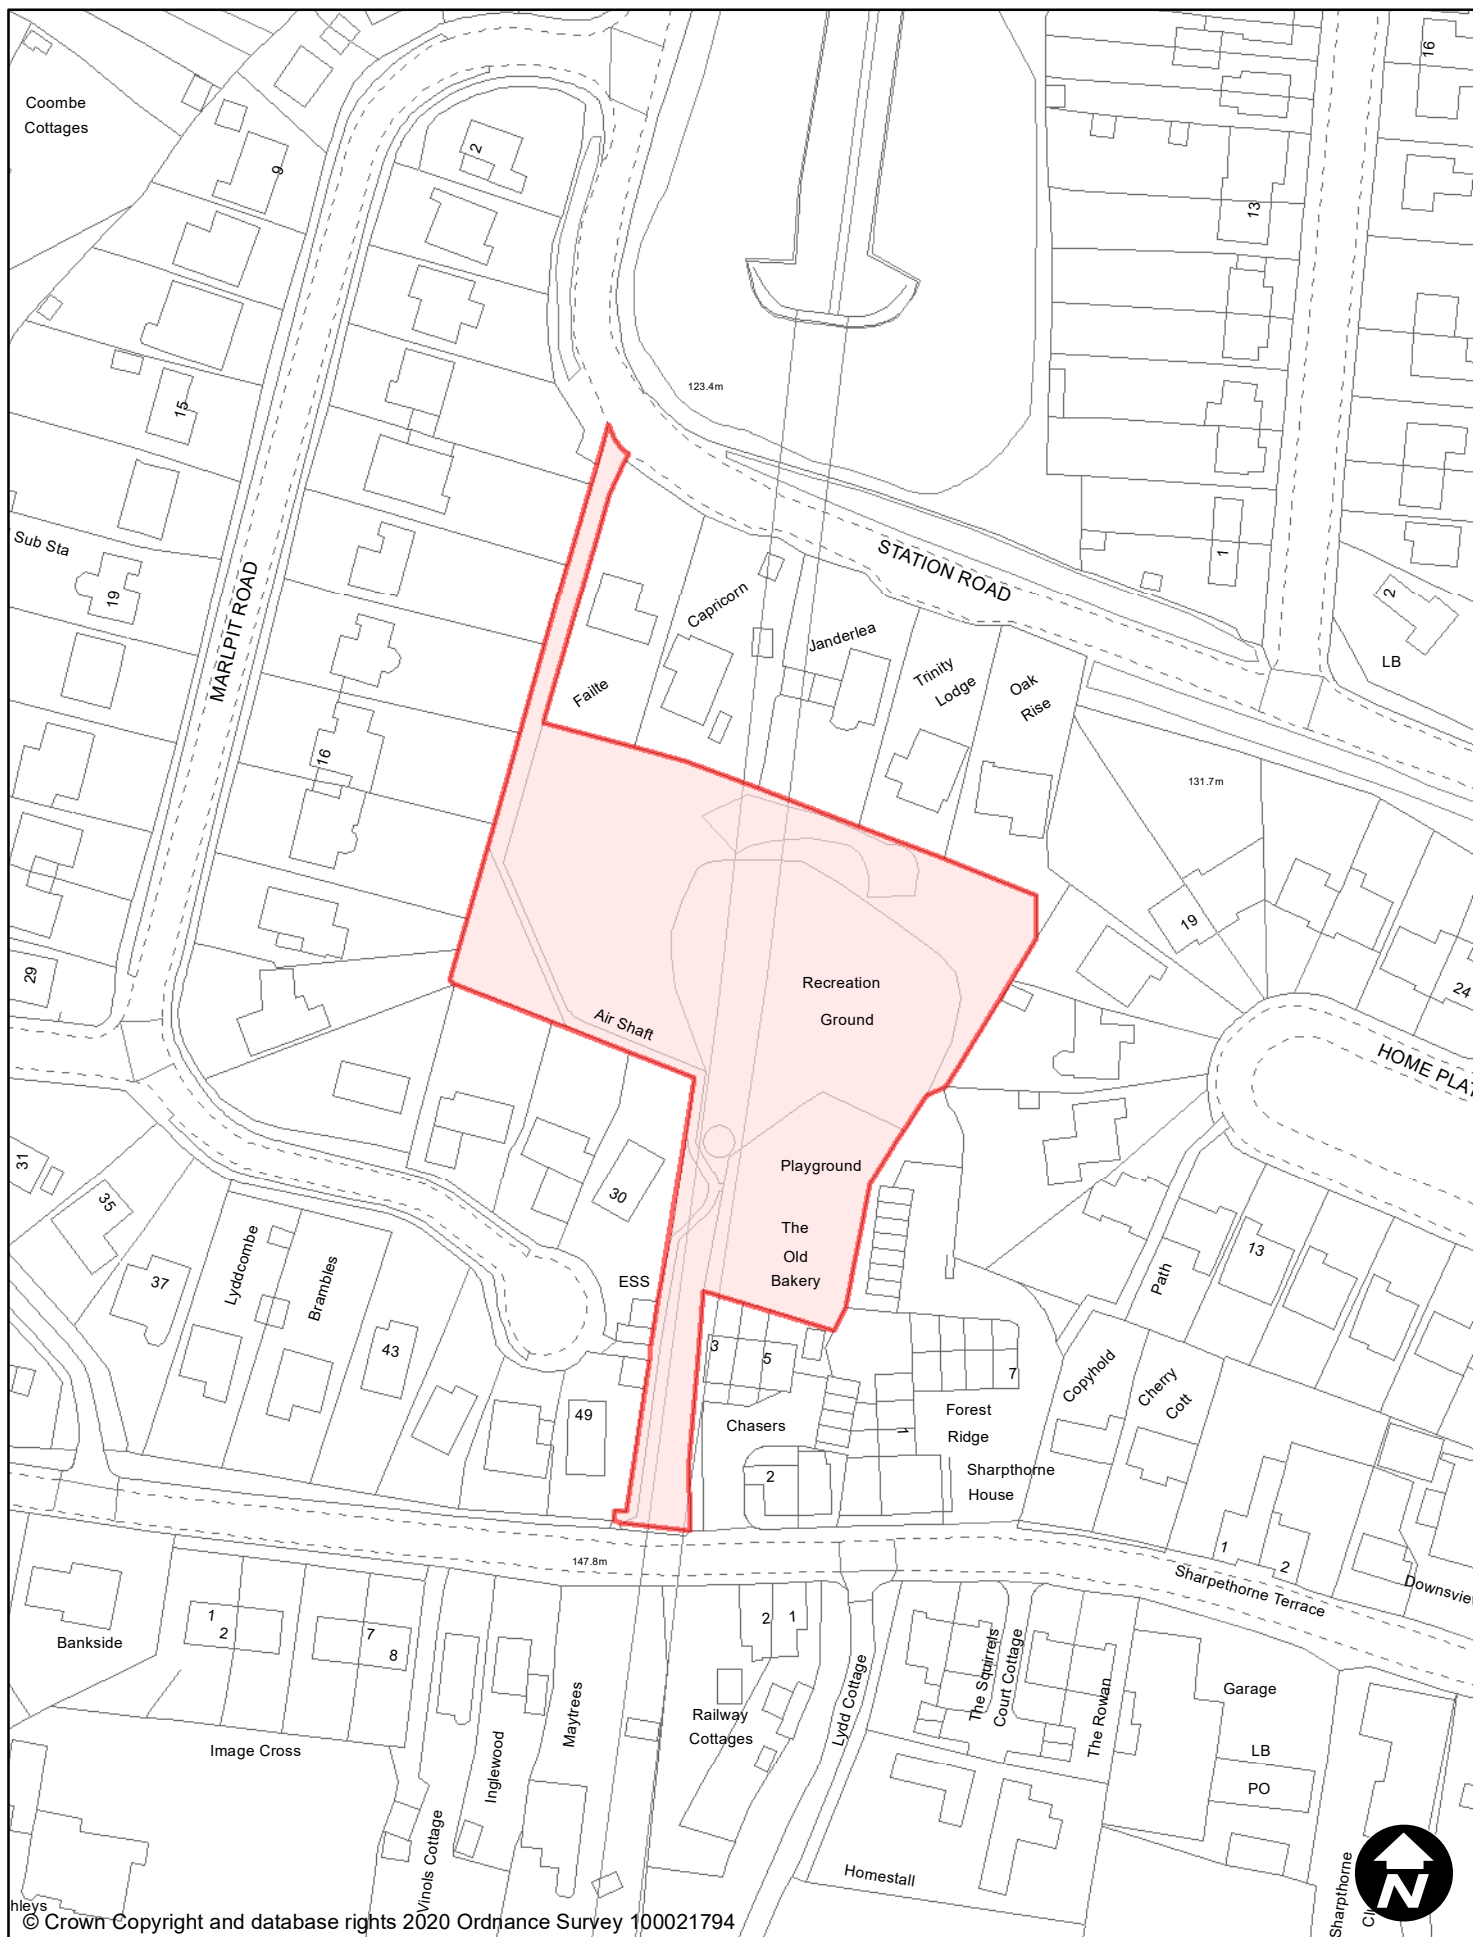 Coombe
Cottages
16
2
9
13
15
123.4m
Sub Sta
19
MARLPIT ROAD
STATION ROAD
1
2
LB
Capricorn
Janderlea
Failte
Trinity
Lodge
Oak
Rise
16
131.7m
19
24
29
Recreation
Ground
Air Shaft
HOME PLAT
31
35
30
Playground
The
Old
Bakery
37
Lyddcombe
Brambles
43
ESS
Path
13
3
5
7
49
Chasers
1
2
Forest
Ridge
Sharpthorne
House
Copyhold
Cherry
Cott
1
2
147.8m
Sharpethorne Terrace
Downsview
Bankside
1
2
7
8
2
1
Image Cross
Vinols Cottage
Inglewood
Maytrees
Railway
Cottages
Lydd Cottage
The Squirrels
Court Cottage
The Rowan
Garage
LB
PO
Homestall
Sharpthorne
N
hleys
© Crown Copyright and database rights 2020 Ordnance Survey 100021794